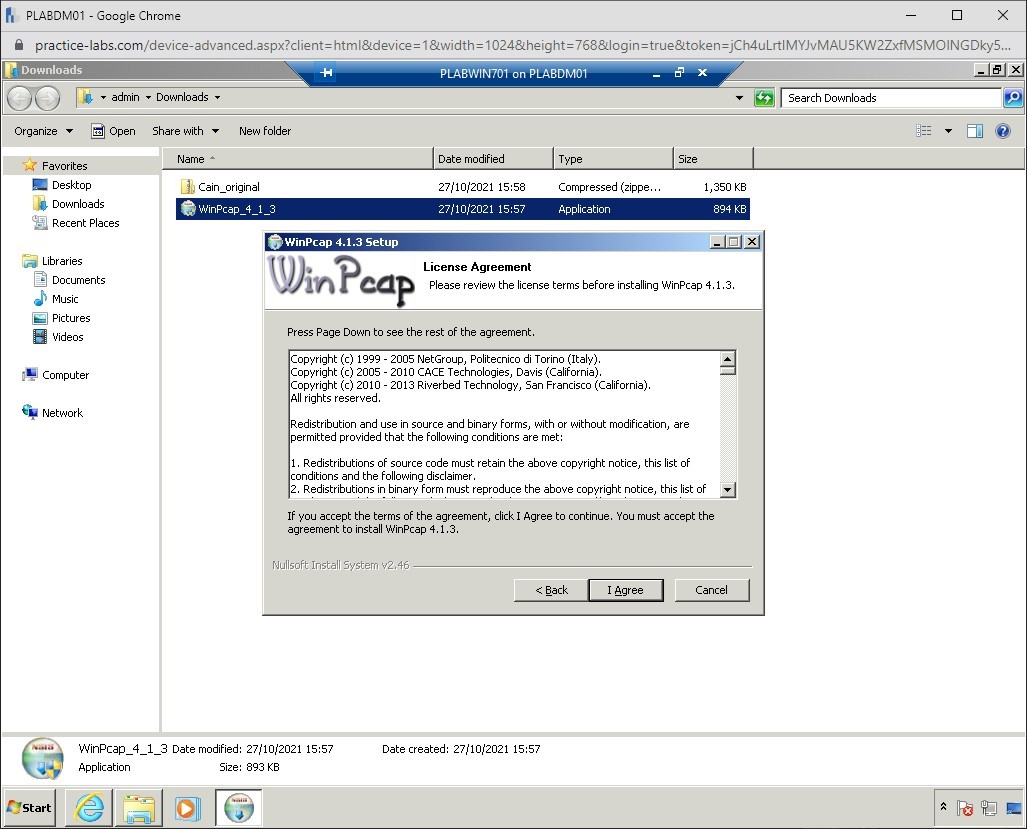 PLABDM01 - Google Chrome
practice-labs.com/device-advanced.aspx?client=html&device=1&width=1024&height=768&login=true&token=jCh4uLrtIMYJvMAU5KW2ZxfMSMOINGDky5...
Downloads
PLABWIN701 on PLABDM01
admin Downloads
Search Downloads
Organize Open Share with New folder
Name Date modified Type Size
Favorites
Desktop
Downloads
Recent Places
Libraries
Documents
Music
Pictures
Videos
Computer
Network
Cain_original 27/10/2021 15:58 Compressed (zippe... 1,350 KB
WinPcap_4_1_3 27/10/2021 15:57 Application 894 KB
WinPcap 4.1.3 Setup
WinPcap
License Agreement
Please review the license terms before installing WinPcap 4.1.3.
Press Page Down to see the rest of the agreement.
Copyright (c) 1999 - 2005 NetGroup, Politecnico di Torino (Italy).
Copyright (c) 2005 - 2010 CACE Technologies, Davis (California).
Copyright (c) 2010 - 2013 Riverbed Technology, San Francisco (California).
All rights reserved.
Redistribution and use in source and binary forms, with or without modification, are
permitted provided that the following conditions are met:
1. Redistributions of source code must retain the above copyright notice, this list of
conditions and the following disclaimer.
2. Redistributions in binary form must reproduce the above copyright notice, this list of
If you accept the terms of the agreement, click I Agree to continue. You must accept the
agreement to install WinPcap 4.1.3.
Nullsoft Install System v2.46
< Back I Agree Cancel
WinPcap_4_1_3 Date modified: 27/10/2021 15:57 Date created: 27/10/2021 15:57
Application Size: 893 KB
Start